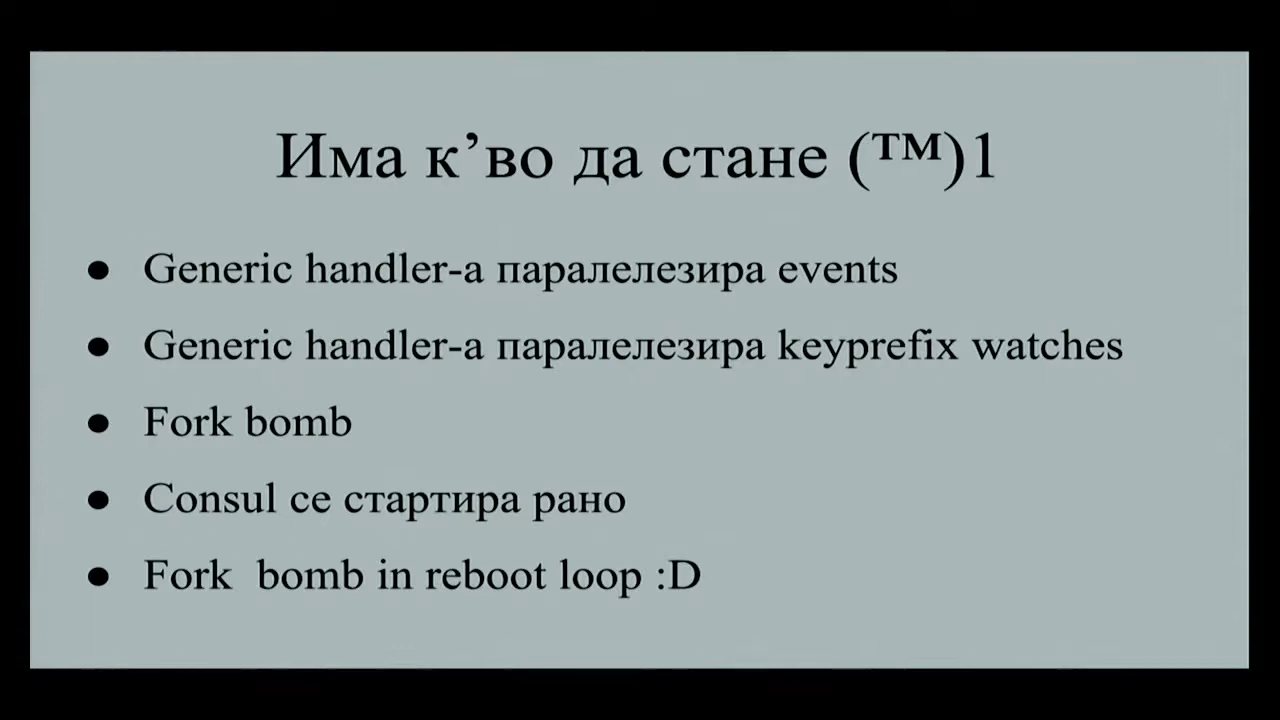 Има к’во да стане (™)1
● Generic handler-а паралелезира events
● Generic handler-а паралелезира keyprefix watches
● Fork bomb
● Consul се стартира рано
● Fork  bomb in reboot loop :D